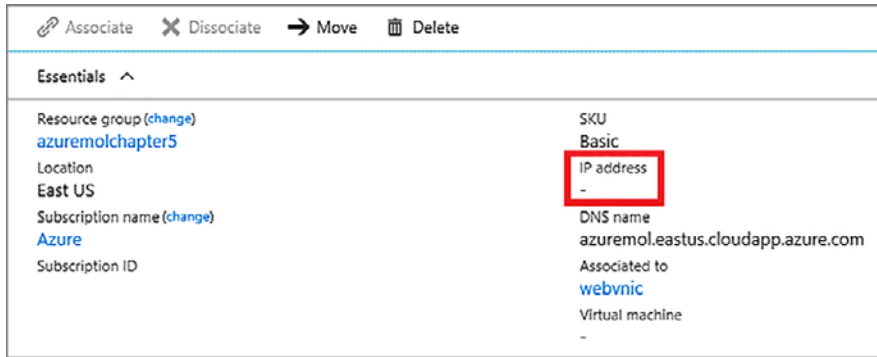 Associate Dissociate Move Delete
Essentials
Resource group (change)
azuremolchapter5
Location
East US
Subscription name (change)
Azure
Subscription ID
SKU
Basic
IP address
-
DNS name
azuremol.eastus.cloudapp.azure.com
Associated to
webvnic
Virtual machine
-